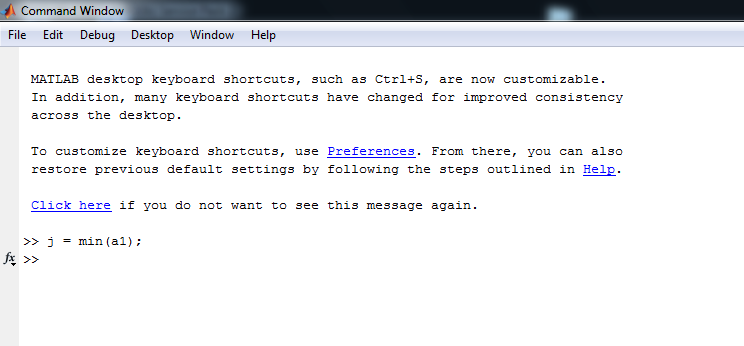 Command Window
File Edit Debug Desktop Window Help
MATLAB desktop keyboard shortcuts, such as Ctrl+S, are now customizable.
In addition, many keyboard shortcuts have changed for improved consistency
across the desktop.
To customize keyboard shortcuts, use Preferences. From there, you can also
restore previous default settings by following the steps outlined in Help.
Click here if you do not want to see this message again.
>> j = min(a1);
fx >>